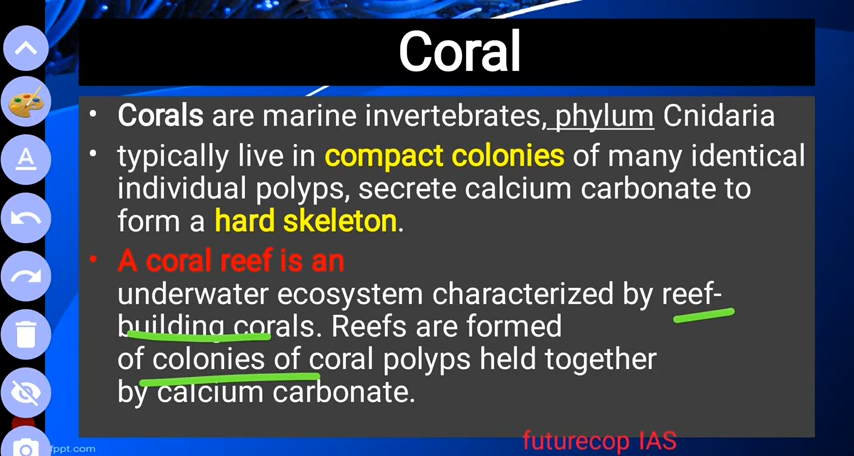 Coral
• Corals are marine invertebrates, phylum Cnidaria
• typically live in compact colonies of many identical
individual polyps, secrete calcium carbonate to
form a hard skeleton.
• A coral reef is an
underwater ecosystem characterized by reef-
building corals. Reefs are formed
of colonies of coral polyps held together
by calcium carbonate.
futurecop IAS
fppt.com
A